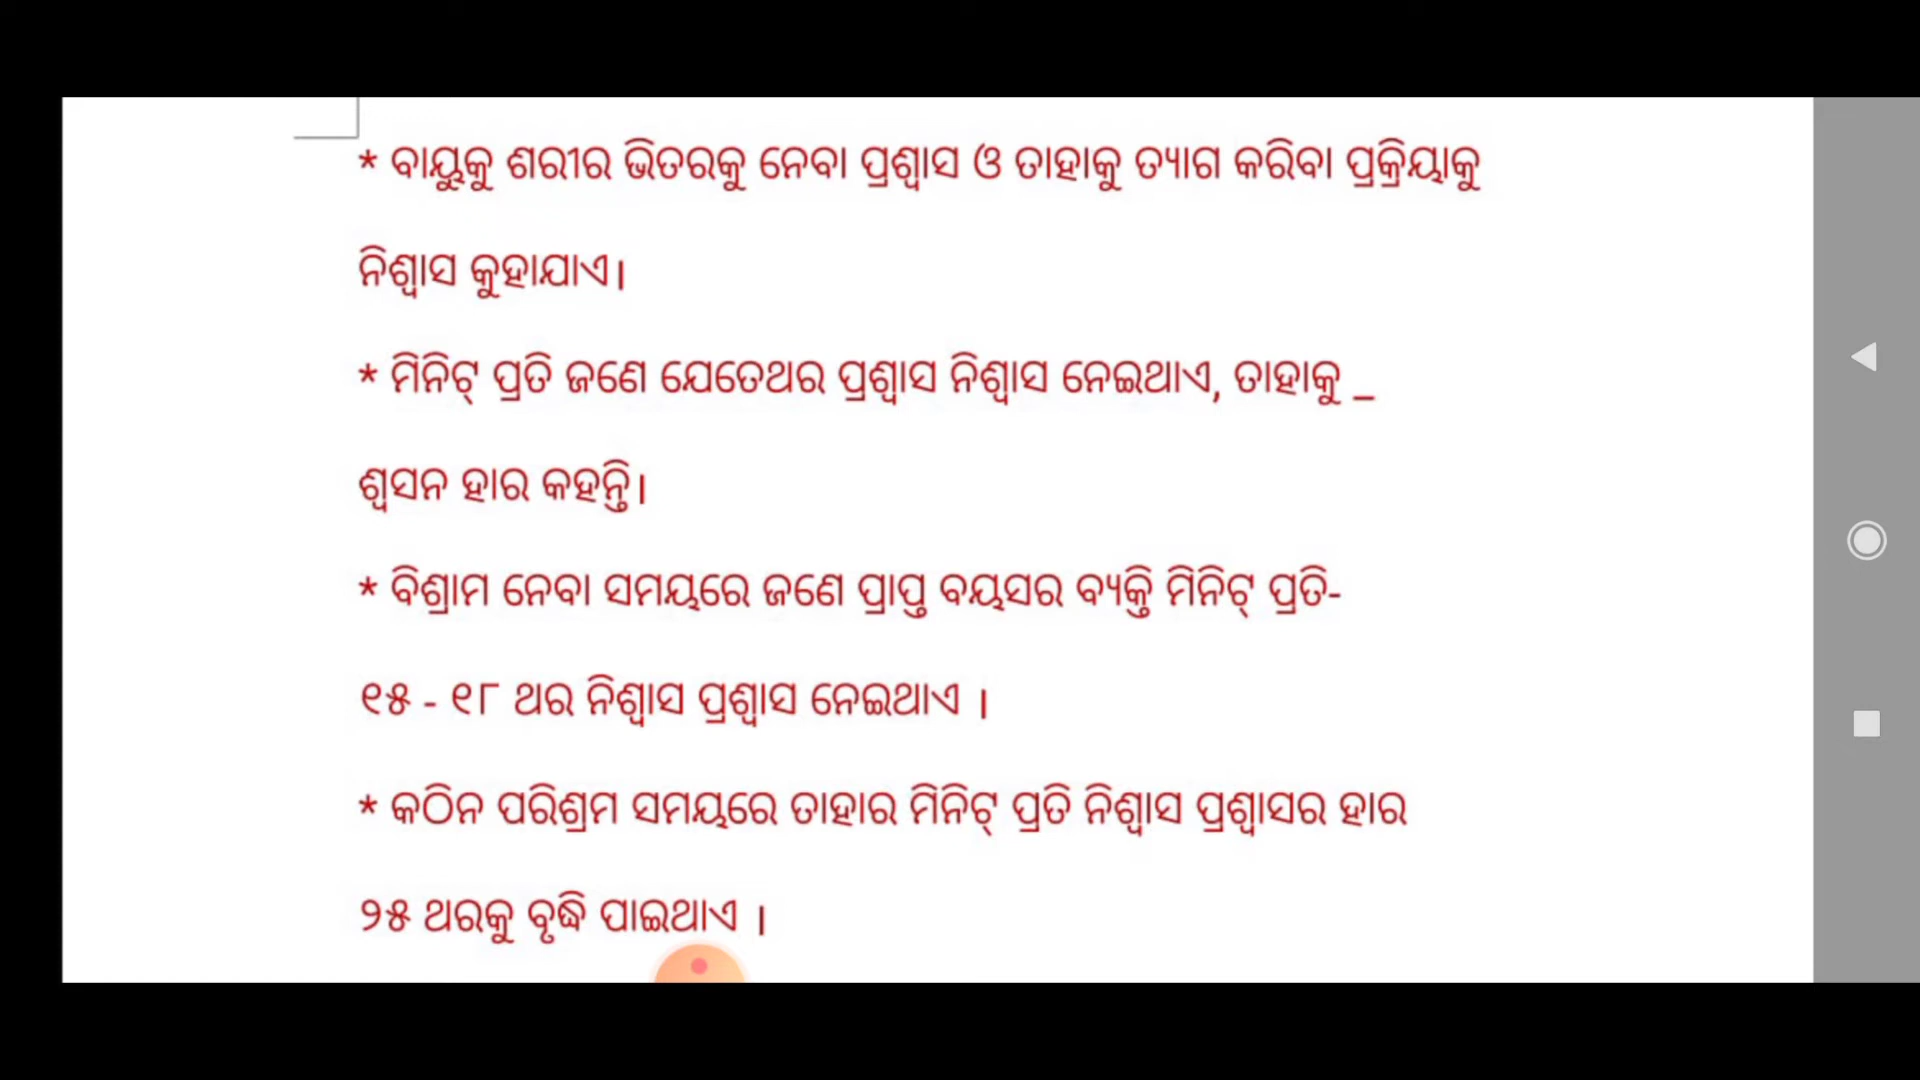 * ବାୟୁକୁ ଶରୀର ଭିତରକୁ ନେବା ପ୍ରଶ୍ୱାସ ଓ ତାହାକୁ ତ୍ୟାଗ କରିବା ପ୍ରକ୍ରିୟାକୁ
ନିଶ୍ୱାସ କୁହାଯାଏ।
* ମିନିଟ୍ ପ୍ରତି ଜଣେ ଯେତେଥର ପ୍ରଶ୍ୱାସ ନିଶ୍ୱାସ ନେଇଥାଏ, ତାହାକୁ _
ଶ୍ୱସନ ହାର କହନ୍ତି।
* ବିଶ୍ରାମ ନେବା ସମୟରେ ଜଣେ ପ୍ରାପ୍ତ ବୟସର ବ୍ୟକ୍ତି ମିନିଟ୍ ପ୍ରତି-
୧୫ - ୧୮ ଥର ନିଶ୍ୱାସ ପ୍ରଶ୍ୱାସ ନେଇଥାଏ ।
* କଠିନ ପରିଶ୍ରମ ସମୟରେ ତାହାର ମିନିଟ୍ ପ୍ରତି ନିଶ୍ୱାସ ପ୍ରଶ୍ୱାସର ହାର
୨୫ ଥରକୁ ବୃଦ୍ଧି ପାଇଥାଏ ।